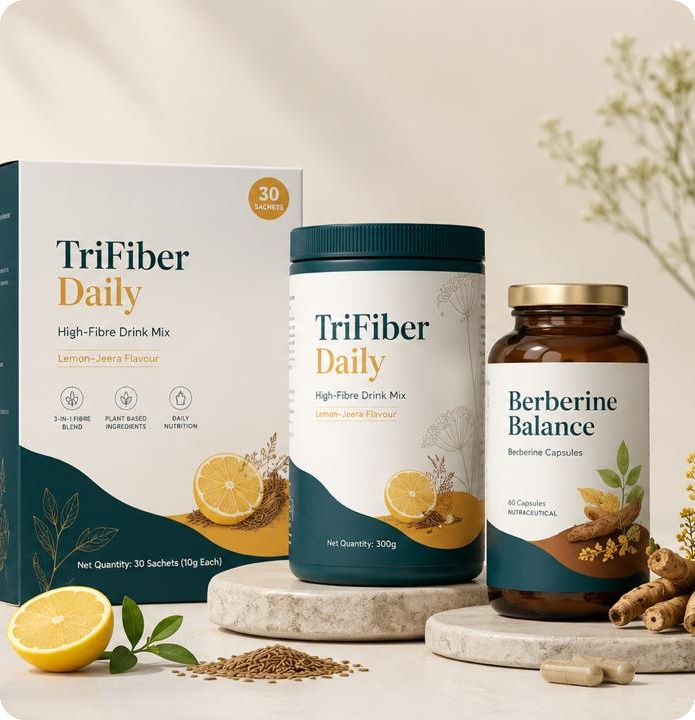 30
SACHETS
TriFiber
Daily
High-Fibre Drink Mix
Lemon–Jeera Flavour
3-IN-1 FIBRE
BLEND
PLANT BASED
INGREDIENTS
DAILY
NUTRITION
Net Quantity: 30 Sachets (10g Each)
TriFiber
Daily
High-Fibre Drink Mix
Lemon–Jeera Flavour
Net Quantity: 300g
Berberine
Balance
Berberine Capsules
60 Capsules
NUTRACEUTICAL